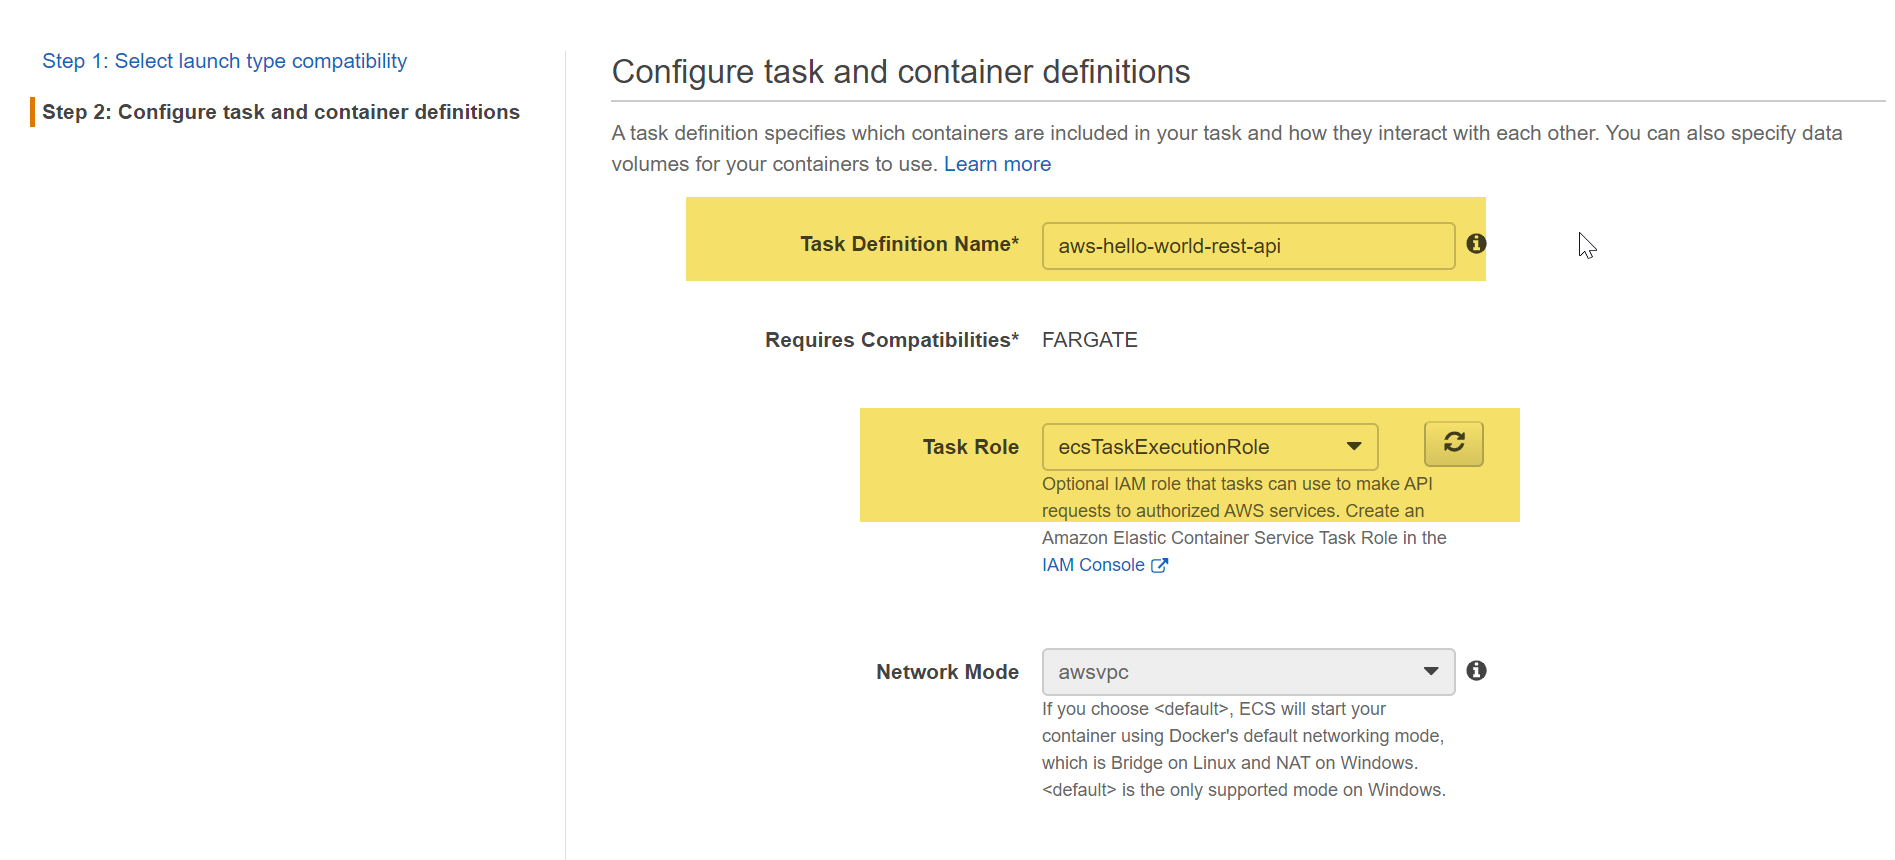 Step 1: Select launch type compatibility
Step 2: Configure task and container definitions
Configure task and container definitions
A task definition specifies which containers are included in your task and how they interact with each other. You can also specify data
volumes for your containers to use. Learn more
Task Definition Name* aws-hello-world-rest-api
Requires Compatibilities* FARGATE
Task Role ecsTaskExecutionRole
Optional IAM role that tasks can use to make API
requests to authorized AWS services. Create an
Amazon Elastic Container Service Task Role in the
IAM Console
Network Mode awsvpc
If you choose <default>, ECS will start your
container using Docker's default networking mode,
which is Bridge on Linux and NAT on Windows.
<default> is the only supported mode on Windows.